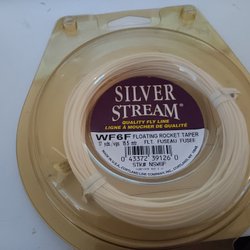 SILVER
STREAM®
QUALITY FLY LINE
LIGNE À MOUCHER DE QUALITÉ
WF6F FLOATING ROCKET TAPER
FLT. FUSEAU FUSÉE
0 43372 39126 0